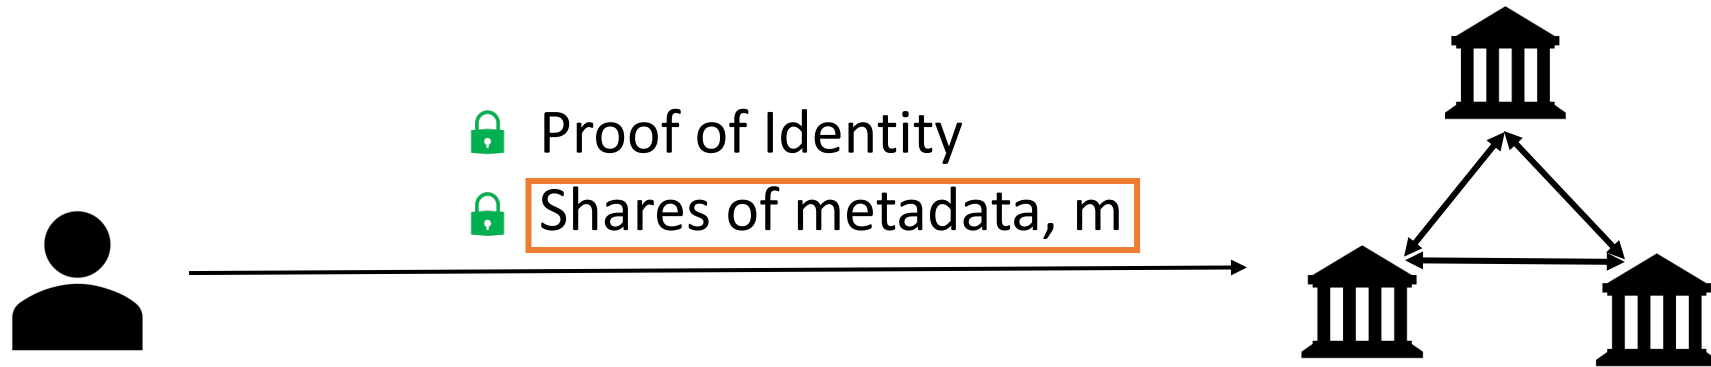 Proof of Identity
Shares of metadata, m